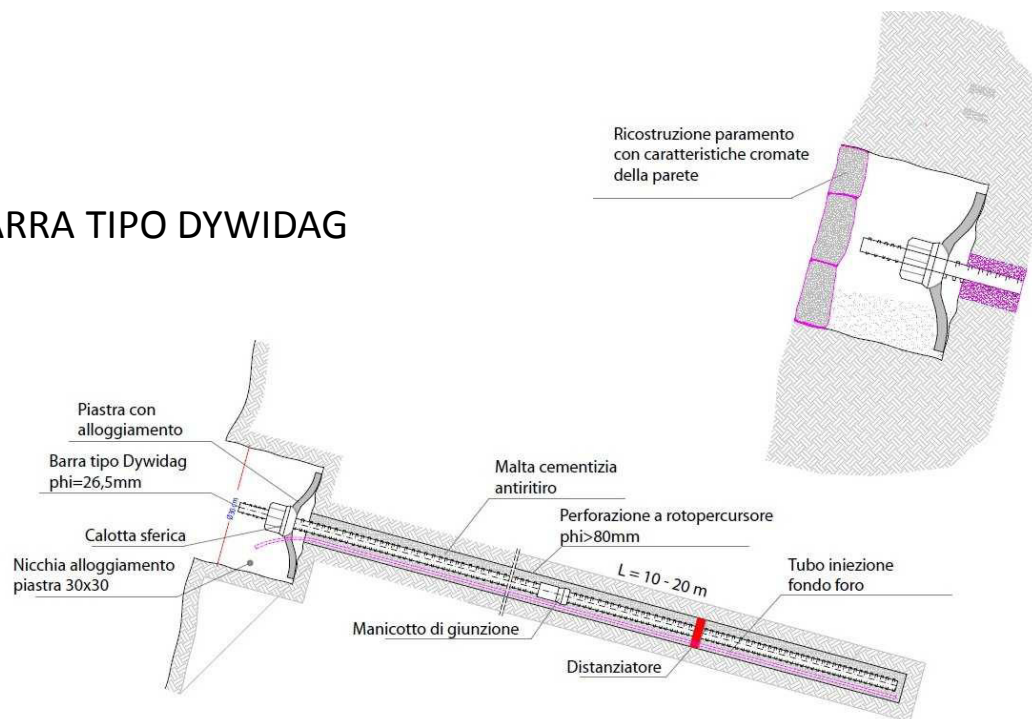 ARRA TIPO DYWIDAG
Ricostruzione paramento
con caratteristiche cromate
della parete
Piastra con
alloggiamento
Barra tipo Dywidag
phi=26,5mm
Calotta sferica
Nicchia alloggiamento
piastra 30x30
Malta cementizia
antiritiro
Perforazione a rotopercursore
phi>80mm
L = 10 - 20 m
Tubo iniezione
fondo foro
Manicotto di giunzione
Distanziatore